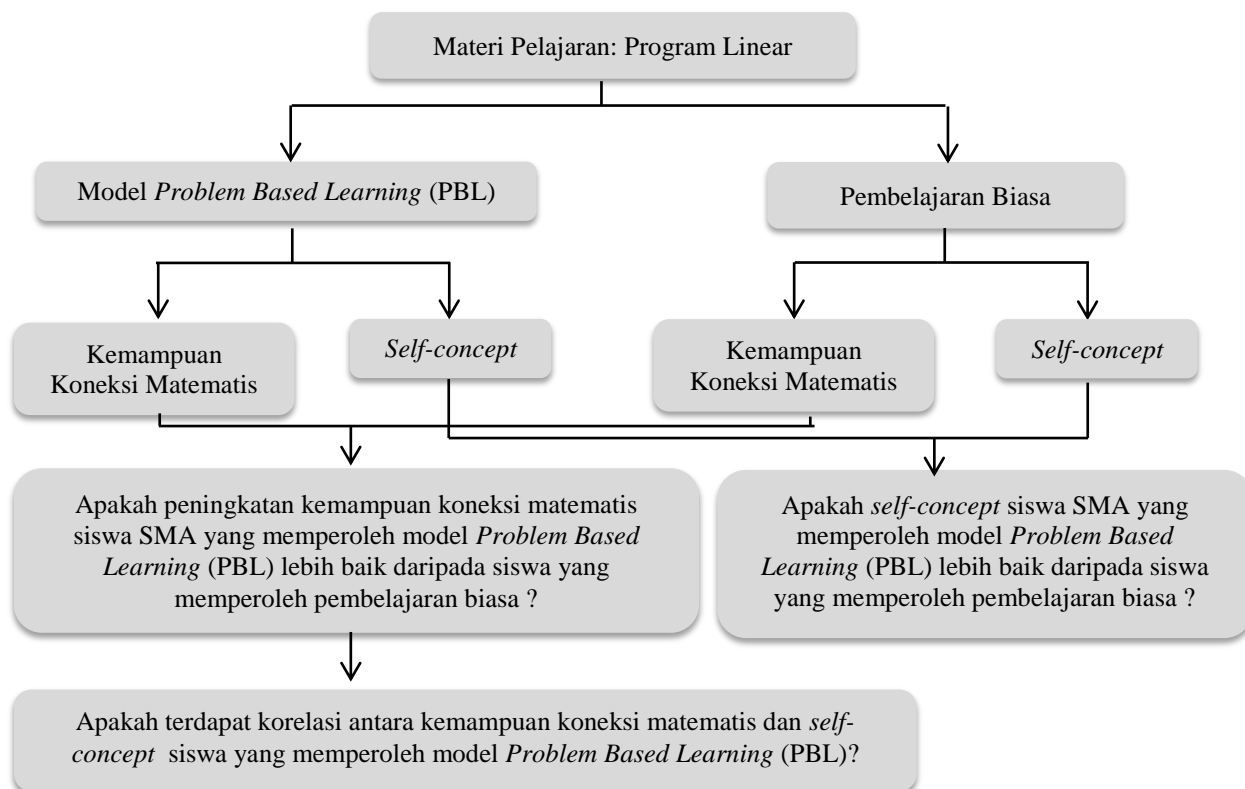 Materi Pelajaran: Program Linear
Model Problem Based Learning (PBL)
Pembelajaran Biasa
Kemampuan
Koneksi Matematis
Self-concept
Kemampuan
Koneksi Matematis
Self-concept
Apakah peningkatan kemampuan koneksi matematis
siswa SMA yang memperoleh model Problem Based
Learning (PBL) lebih baik daripada siswa yang
memperoleh pembelajaran biasa ?
Apakah self-concept siswa SMA yang
memperoleh model Problem Based
Learning (PBL) lebih baik daripada siswa
yang memperoleh pembelajaran biasa ?
Apakah terdapat korelasi antara kemampuan koneksi matematis dan self-
concept siswa yang memperoleh model Problem Based Learning (PBL)?